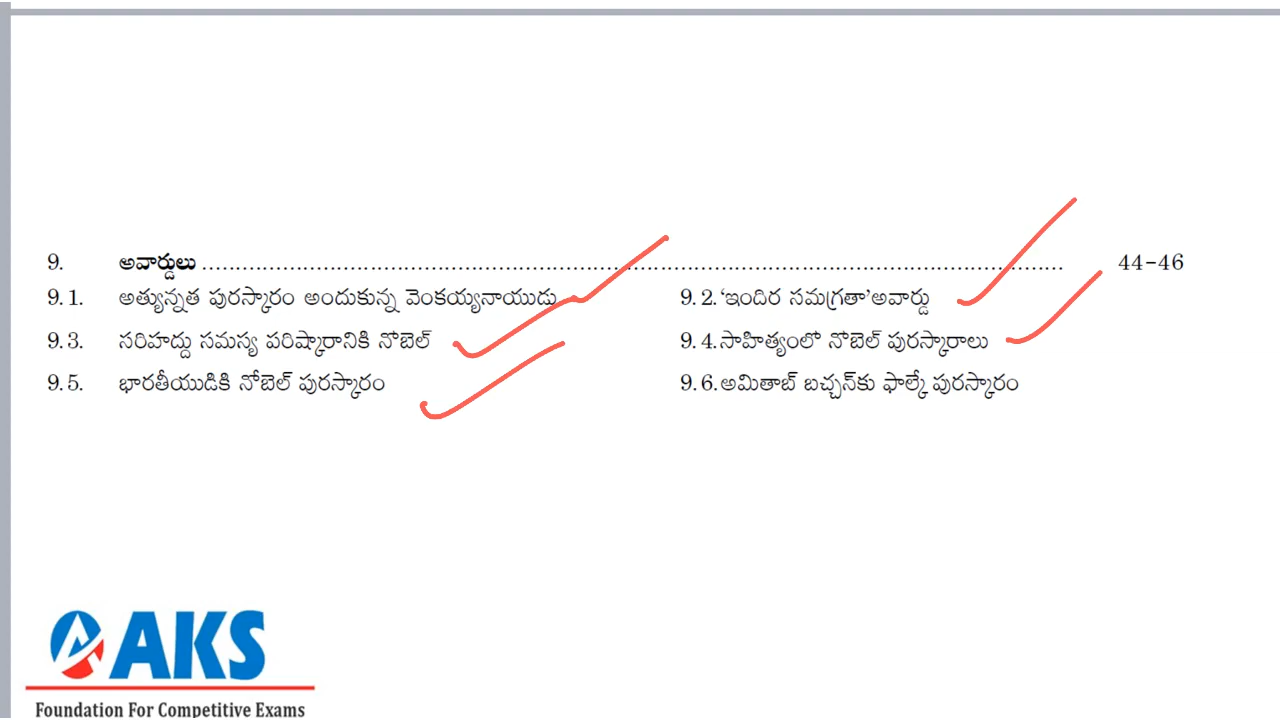 9. అవార్డులు ........................................................................................................................................ 44-46
9.1. అత్యున్నత పురస్కారం అందుకున్న వెంకయ్యనాయుడు 9.2.'ఇందిర సమగ్రతా'అవార్డు
9.3. సరిహద్దు సమస్య పరిష్కారానికి నోబెల్ 9.4.సాహిత్యంలో నోబెల్ పురస్కారాలు
9.5. భారతీయుడికి నోబెల్ పురస్కారం 9.6.అమితాబ్ బచ్చన్‌కు ఫాల్కే పురస్కారం
AKS
Foundation For Competitive Exams